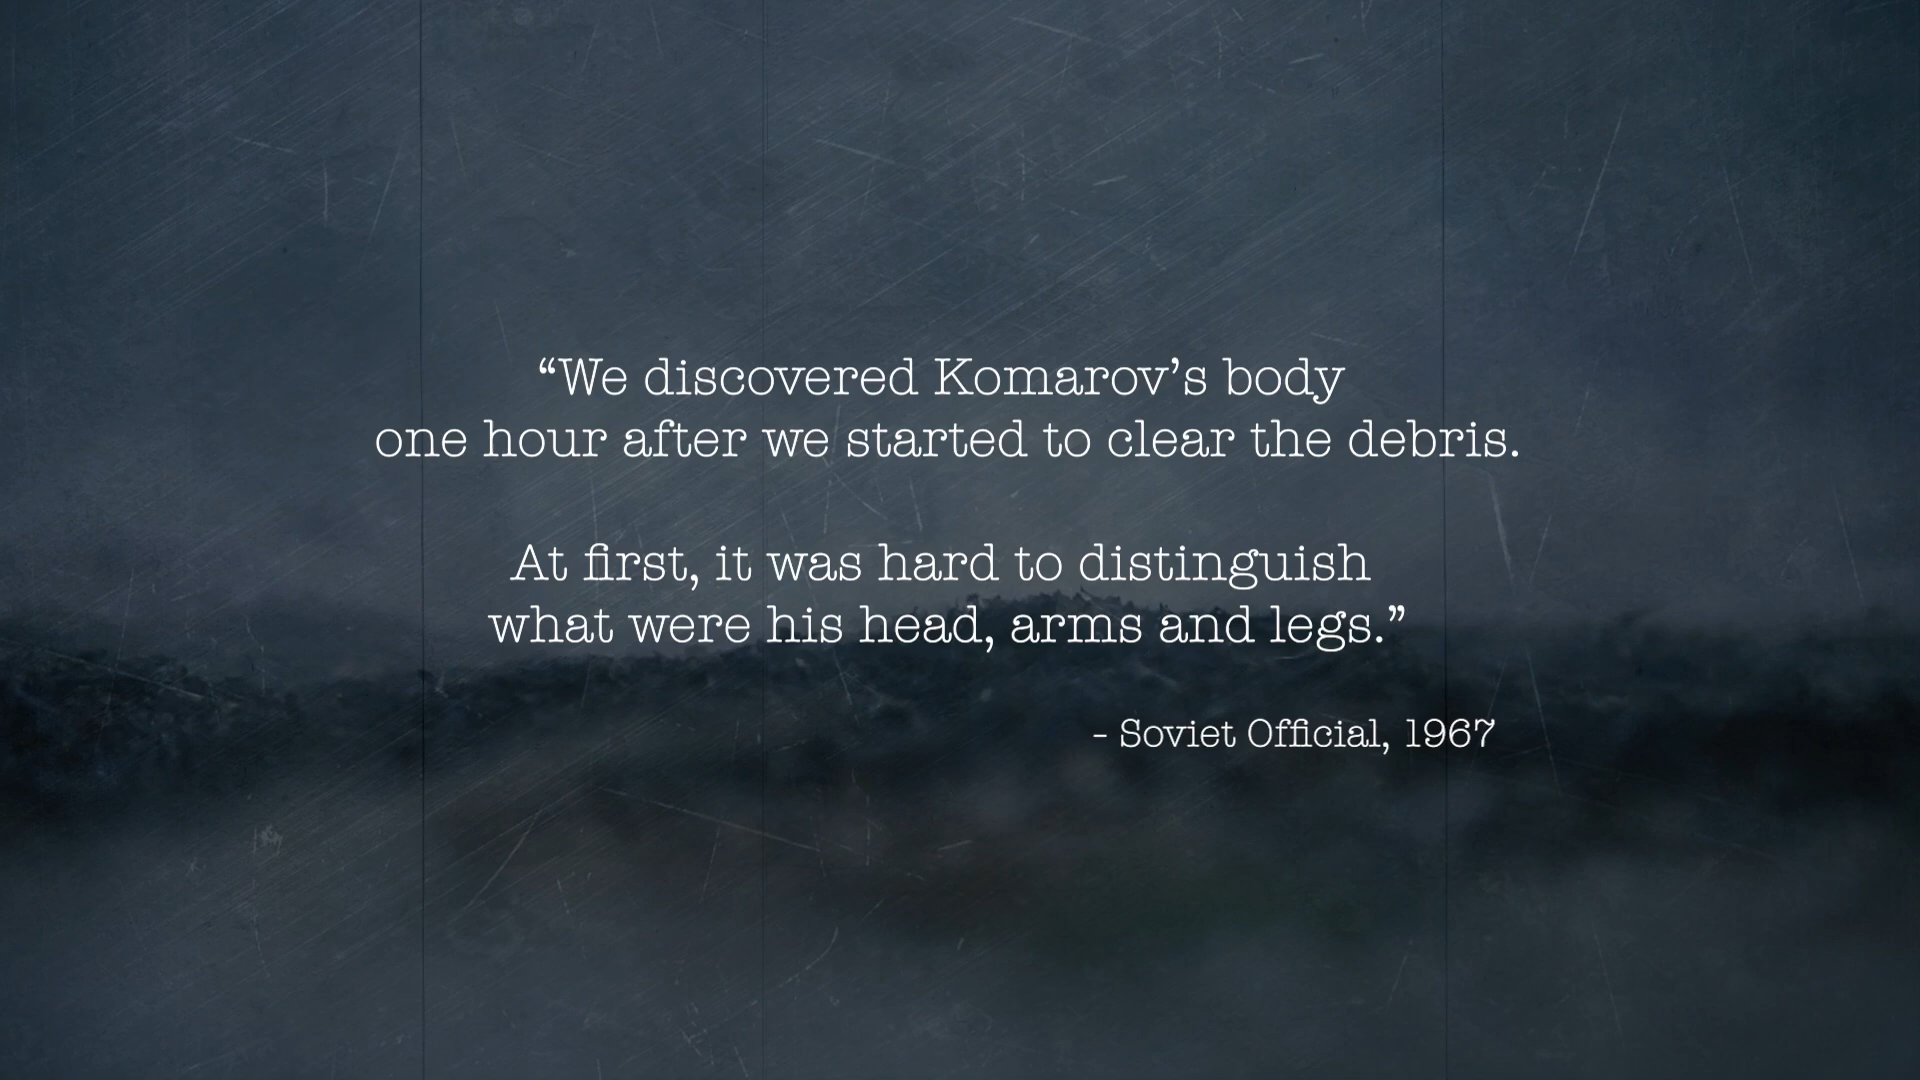 “We discovered Komarov’s body
one hour after we started to clear the debris.
At first, it was hard to distinguish
what were his head, arms and legs.”
- Soviet Official, 1967